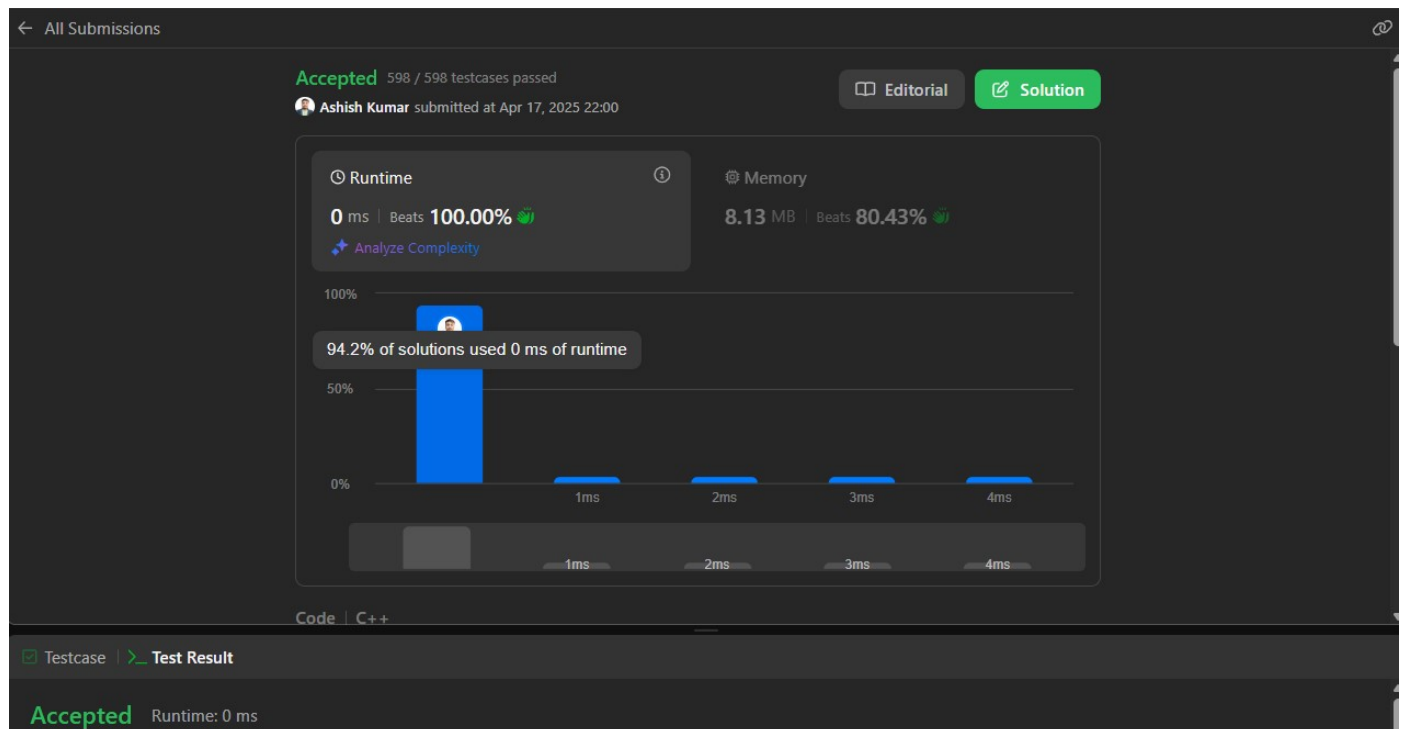 All Submissions
Accepted 598 / 598 testcases passed
Ashish Kumar submitted at Apr 17, 2025 22:00
Editorial
Solution
Runtime
0 ms | Beats 100.00%
Analyze Complexity
Memory
8.13 MB | Beats 80.43%
100%
94.2% of solutions used 0 ms of runtime
50%
0%
1ms 2ms 3ms 4ms
1ms 2ms 3ms 4ms
Code | C++
Testcase | >_ Test Result
Accepted Runtime: 0 ms